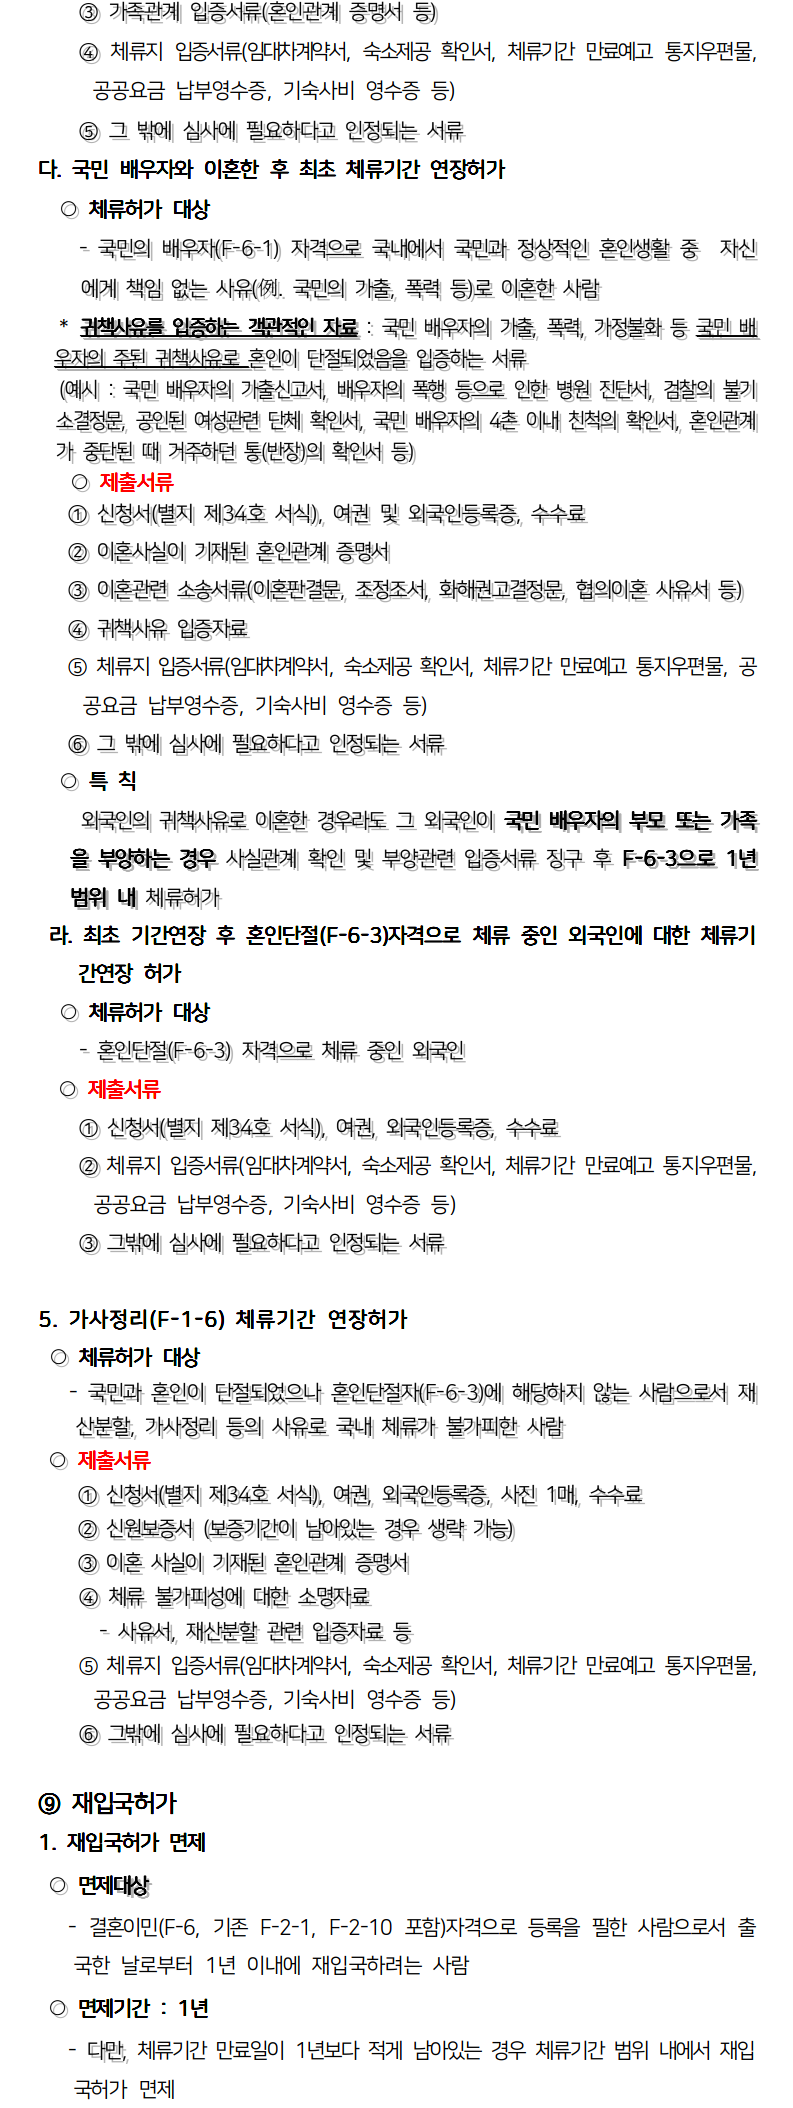 ③ 가족관계 입증서류(혼인관계 증명서 등)
④ 체류지 입증서류(임대차계약서, 숙소제공 확인서, 체류기간 만료예고 통지우편물,
공공요금 납부영수증, 기숙사비 영수증 등)
⑤ 그 밖에 심사에 필요하다고 인정되는 서류
다. 국민 배우자와 이혼한 후 최초 체류기간 연장허가
○ 체류허가 대상
- 국민의 배우자(F-6-1) 자격으로 국내에서 국민과 정상적인 혼인생활 중 자신
에게 책임 없는 사유(例. 국민의 가출, 폭력 등)로 이혼한 사람
* 귀책사유를 입증하는 객관적인 자료 : 국민 배우자의 가출, 폭력, 가정불화 등 국민 배
우자의 주된 귀책사유로 혼인이 단절되었음을 입증하는 서류
(예시 : 국민 배우자의 가출신고서, 배우자의 폭행 등으로 인한 병원 진단서, 검찰의 불기
소결정문, 공인된 여성관련 단체 확인서, 국민 배우자의 4촌 이내 친척의 확인서, 혼인관계
가 중단된 때 거주하던 통(반장)의 확인서 등)
○ 제출서류
① 신청서(별지 제34호 서식), 여권 및 외국인등록증, 수수료
② 이혼사실이 기재된 혼인관계 증명서
③ 이혼관련 소송서류(이혼판결문, 조정조서, 화해권고결정문, 협의이혼 사유서 등)
④ 귀책사유 입증자료
⑤ 체류지 입증서류(임대차계약서, 숙소제공 확인서, 체류기간 만료예고 통지우편물, 공
공요금 납부영수증, 기숙사비 영수증 등)
⑥ 그 밖에 심사에 필요하다고 인정되는 서류
○ 특 칙
외국인의 귀책사유로 이혼한 경우라도 그 외국인이 국민 배우자의 부모 또는 가족
을 부양하는 경우 사실관계 확인 및 부양관련 입증서류 징구 후 F-6-3으로 1년
범위 내 체류허가
라. 최초 기간연장 후 혼인단절(F-6-3)자격으로 체류 중인 외국인에 대한 체류기
간연장 허가
○ 체류허가 대상
- 혼인단절(F-6-3) 자격으로 체류 중인 외국인
○ 제출서류
① 신청서(별지 제34호 서식), 여권, 외국인등록증, 수수료
② 체류지 입증서류(임대차계약서, 숙소제공 확인서, 체류기간 만료예고 통지우편물,
공공요금 납부영수증, 기숙사비 영수증 등)
③ 그밖에 심사에 필요하다고 인정되는 서류
5. 가사정리(F-1-6) 체류기간 연장허가
○ 체류허가 대상
- 국민과 혼인이 단절되었으나 혼인단절자(F-6-3)에 해당하지 않는 사람으로서 재
산분할, 가사정리 등의 사유로 국내 체류가 불가피한 사람
○ 제출서류
① 신청서(별지 제34호 서식), 여권, 외국인등록증, 사진 1매, 수수료
② 신원보증서 (보증기간이 남아있는 경우 생략 가능)
③ 이혼 사실이 기재된 혼인관계 증명서
④ 체류 불가피성에 대한 소명자료
- 사유서, 재산분할 관련 입증자료 등
⑤ 체류지 입증서류(임대차계약서, 숙소제공 확인서, 체류기간 만료예고 통지우편물,
공공요금 납부영수증, 기숙사비 영수증 등)
⑥ 그밖에 심사에 필요하다고 인정되는 서류
⑨ 재입국허가
1. 재입국허가 면제
○ 면제대상
- 결혼이민(F-6, 기존 F-2-1, F-2-10 포함)자격으로 등록을 필한 사람으로서 출
국한 날로부터 1년 이내에 재입국하려는 사람
○ 면제기간 : 1년
- 다만, 체류기간 만료일이 1년보다 적게 남아있는 경우 체류기간 범위 내에서 재입
국허가 면제